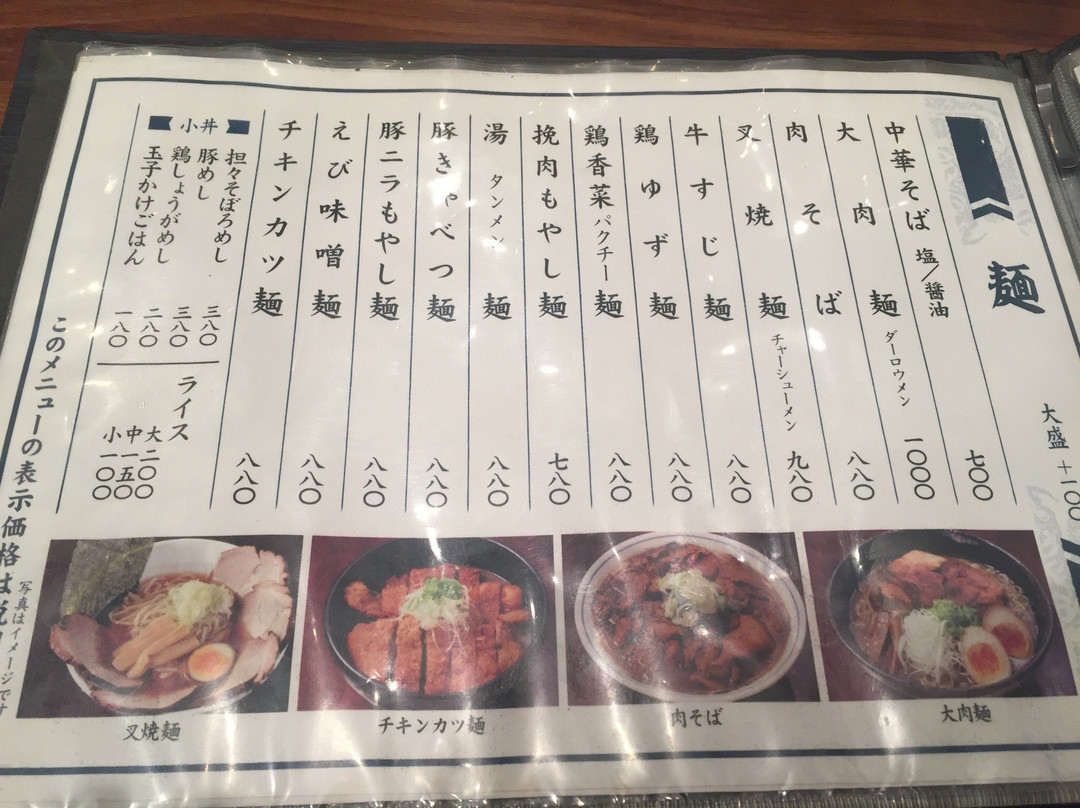 麺
大盛 +一〇〇
中華そば 塩/醤油 七〇〇
大肉麺 ダーロウメン 一〇〇〇
肉そば 八八〇
叉焼麺 チャーシューメン 九八〇
牛すじ麺 八八〇
鶏ゆず麺 八八〇
鶏香菜麺 パクチー 八八〇
挽肉もやし麺 七八〇
湯麺 タンメン 八八〇
豚きゃべつ麺 八八〇
豚ニラもやし麺 八八〇
えび味噌麺 八八〇
チキンカツ麺 八八〇
小丼
担々そぼろめし 三八〇
豚めし 三八〇
鶏しょうがめし 二八〇
玉子かけごはん 一八〇
ライス
大 二〇〇
中 一五〇
小 一〇〇
このメニューの表示価格は
写真はイメージです
叉焼麺
チキンカツ麺
肉そば
大肉麺